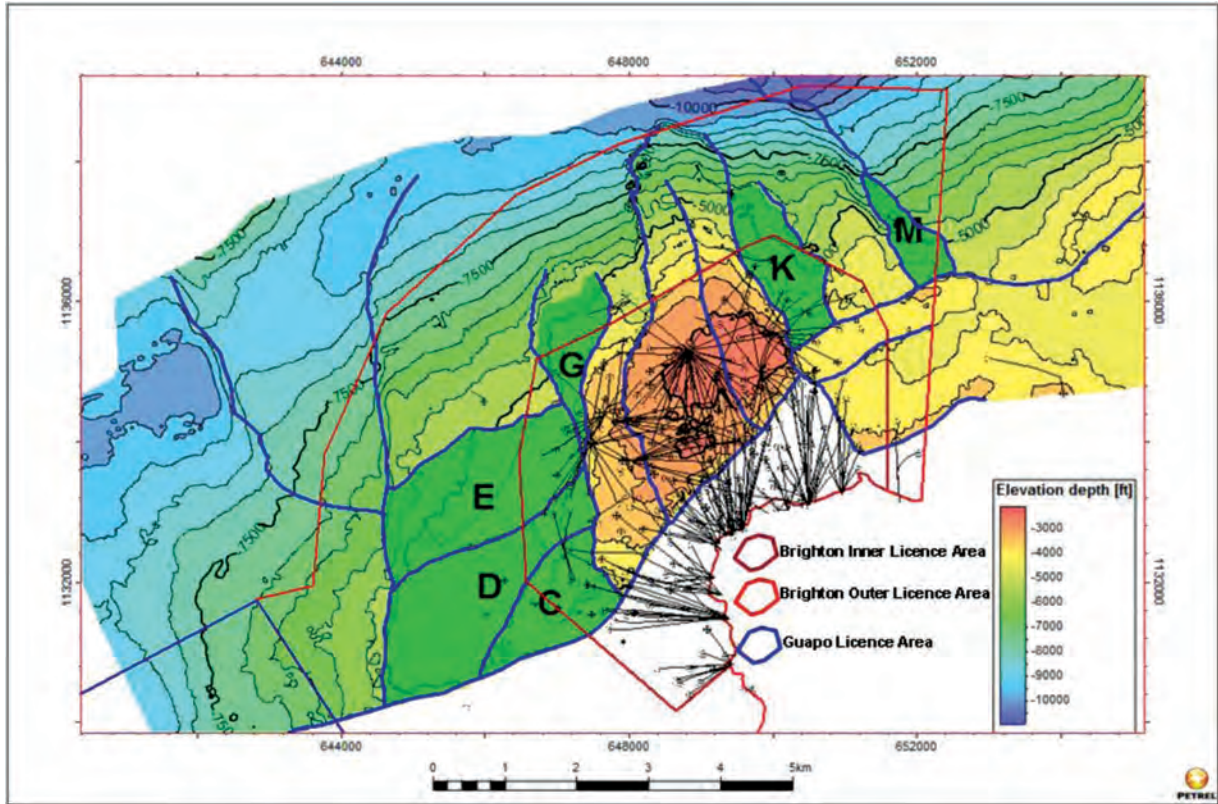 644000 648000 652000
-10000
-7500
-7500
-5000
-7500
-5000
M
-5000
-7500
K
-7500
1136000 1136000
G
-7500
E
Elevation depth [ft]
-3000
-4000
-5000
-6000
-7000
-8000
-9000
-10000
Brighton Inner Licence Area
Brighton Outer Licence Area
Guapo Licence Area
1132000 1132000
D
C
-7500
-7500
644000 648000 652000
0 1 2 3 4 5km
PETREL